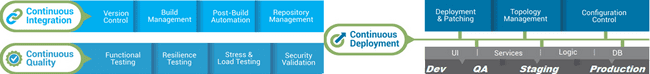 Continuous
Integration
Version
Control
Build
Management
Post-Build
Automation
Repository
Management
Continuous
Quality
Functional
Testing
Resilience
Testing
Stress &
Load Testing
Security
Validation
Continuous
Deployment
Deployment
& Patching
Topology
Management
Configuration
Control
UI
Services
Logic
DB
Dev
QA
Staging
Production